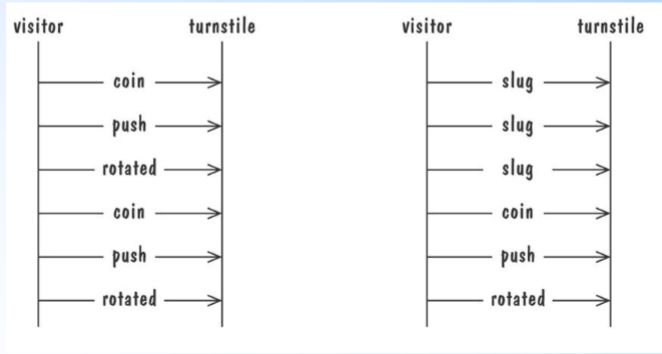 visitor turnstile
coin
push
rotated
coin
push
rotated
visitor turnstile
slug
slug
slug
coin
push
rotated